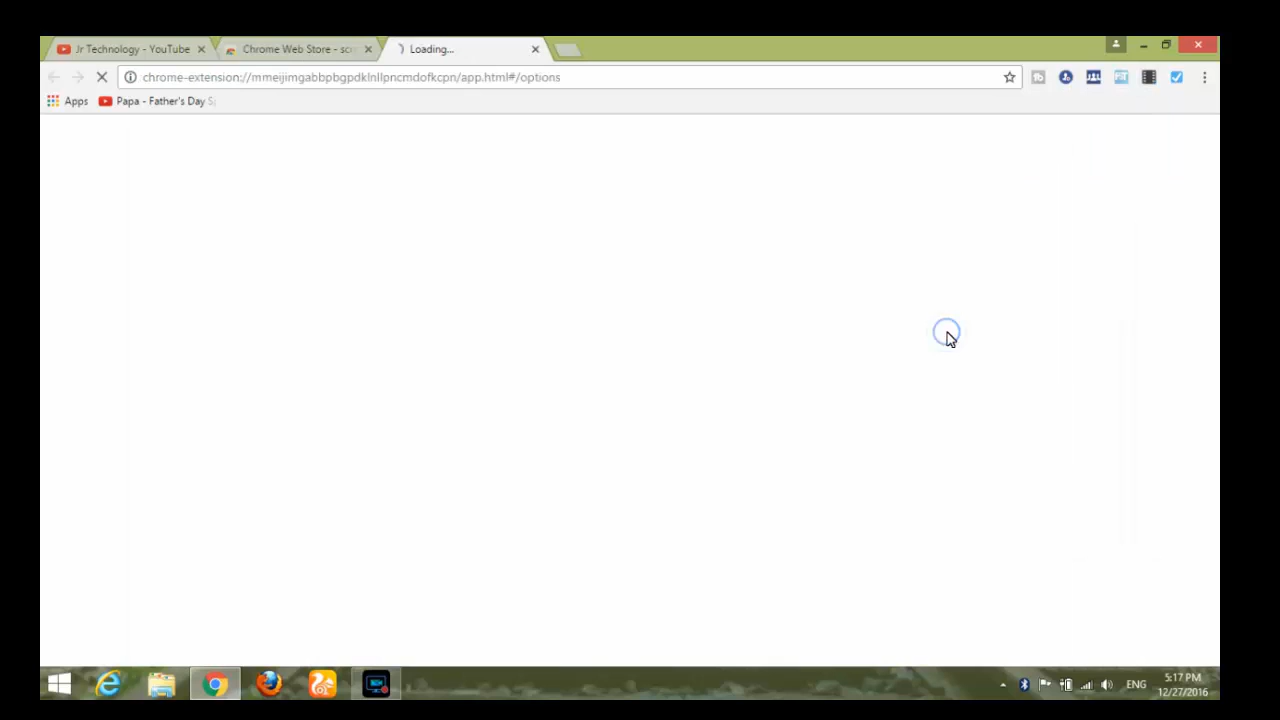 Jr Technology - YouTube
Chrome Web Store - scr
Loading...
chrome-extension://mmeijimgabbpbgpdklnllpncmdofkcpn/app.html#/options
Apps
Papa - Father's Day S
ENG
5:17 PM
12/27/2016